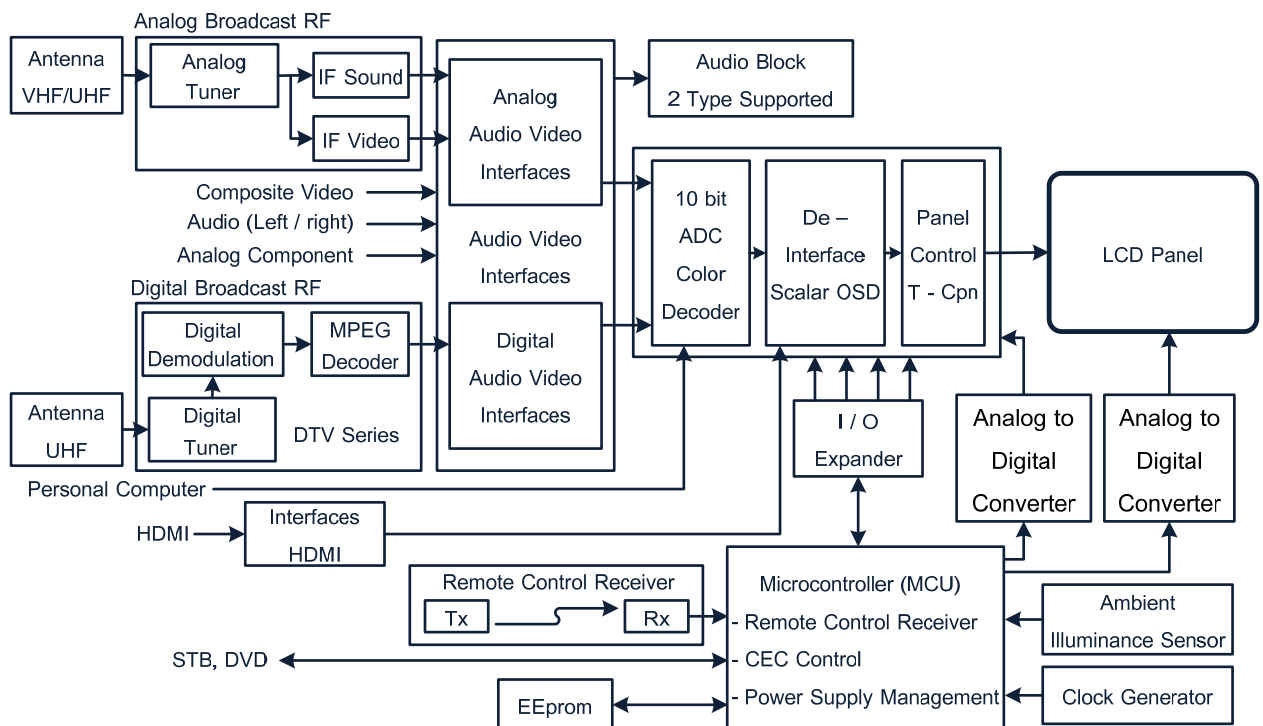 Analog Broadcast RF
Antenna
VHF/UHF
Analog
Tuner
IF Sound
IF Video
Analog
Audio Video
Interfaces
Audio Block
2 Type Supported
Composite Video
Audio (Left / right)
Analog Component
Audio Video
Interfaces
10 bit
ADC
Color
Decoder
De –
Interface
Scalar OSD
Panel
Control
T - Cpn
LCD Panel
Digital Broadcast RF
Digital
Demodulation
MPEG
Decoder
Digital
Audio Video
Interfaces
Antenna
UHF
Digital
Tuner
DTV Series
I / O
Expander
Analog to
Digital
Converter
Analog to
Digital
Converter
Personal Computer
HDMI
Interfaces
HDMI
Remote Control Receiver
Tx
Rx
Microcontroller (MCU)
- Remote Control Receiver
- CEC Control
- Power Supply Management
Ambient
Illuminance Sensor
STB, DVD
EEprom
Clock Generator